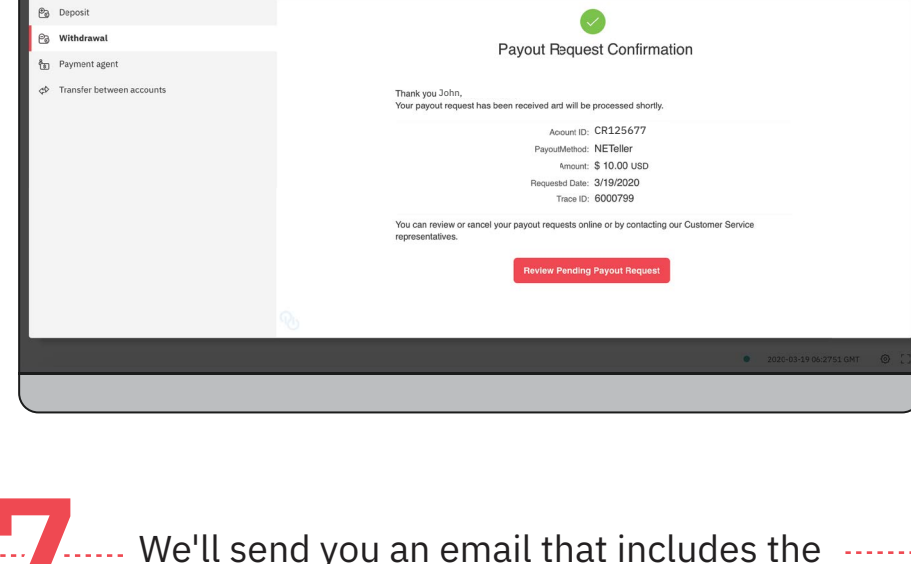 Deposit
Withdrawal
Payment agent
Transfer between accounts
Payout Request Confirmation
Thank you John,
Your payout request has been received ard will be processed shortly.
Acount ID: CR125677
PayoutMethod: NETeller
Amount: $ 10.00 USD
Requested Date: 3/19/2020
Trace ID: 6000799
You can review or cancel your payout requests online or by contacting our Customer Service
representatives.
Review Pending Payout Request
2020-03-19 06:2751 GMT
7
We'll send you an email that includes the